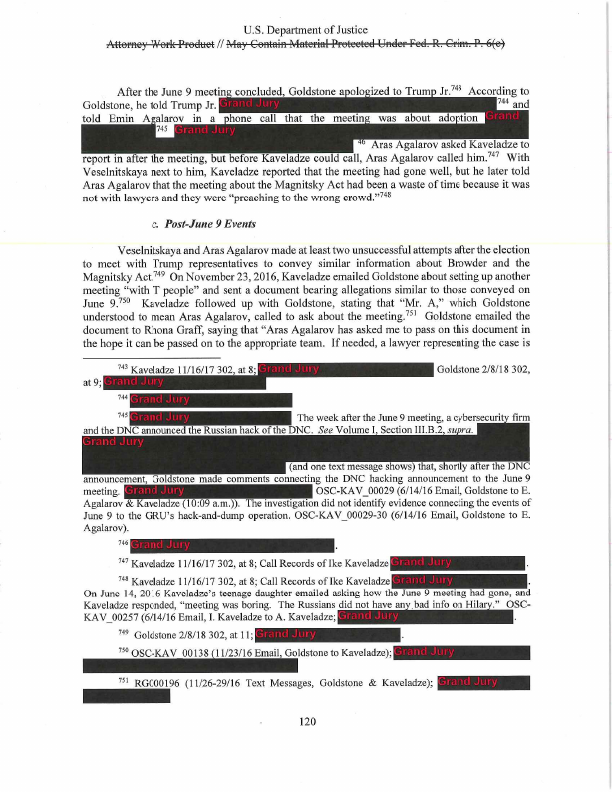 U.S. Department of Justice
Attorney Work Product // May Contain Material Protected Under Fed. R. Crim. P. 6(e)
After the June 9 meeting concluded, Goldstone apologized to Trump Jr.743 According to
Goldstone, he told Trump Jr. Grand Jury 744 and
told Emin Agalarov in a phone call that the meeting was about adoption Grand
745 Grand Jury
46 Aras Agalarov asked Kaveladze to
report in after the meeting, but before Kaveladze could call, Aras Agalarov called him.747 With
Veselnitskaya next to him, Kaveladze reported that the meeting had gone well, but he later told
Aras Agalarov that the meeting about the Magnitsky Act had been a waste of time because it was
not with lawyers and they were "preaching to the wrong crowd."748
c. Post-June 9 Events
Veselnitskaya and Aras Agalarov made at least two unsuccessful attempts after the election
to meet with Trump representatives to convey similar information about Browder and the
Magnitsky Act.749 On November 23, 2016, Kaveladze emailed Goldstone about setting up another
meeting "with T people" and sent a document bearing allegations similar to those conveyed on
June 9.750 Kaveladze followed up with Goldstone, stating that "Mr. A," which Goldstone
understood to mean Aras Agalarov, called to ask about the meeting.751 Goldstone emailed the
document to Rhona Graff, saying that "Aras Agalarov has asked me to pass on this document in
the hope it can be passed on to the appropriate team. If needed, a lawyer representing the case is
743 Kaveladze 11/16/17 302, at 8; Grand Jury Goldstone 2/8/18 302,
at 9; Grand Jury
744 Grand Jury
745 Grand Jury The week after the June 9 meeting, a cybersecurity firm
and the DNC announced the Russian hack of the DNC. See Volume I, Section III.B.2, supra.
Grand Jury
(and one text message shows) that, shortly after the DNC
announcement, Goldstone made comments connecting the DNC hacking announcement to the June 9
meeting. Grand Jury OSC-KAV_00029 (6/14/16 Email, Goldstone to E.
Agalarov & Kaveladze (10:09 a.m.)). The investigation did not identify evidence connecting the events of
June 9 to the GRU's hack-and-dump operation. OSC-KAV_00029-30 (6/14/16 Email, Goldstone to E.
Agalarov).
746 Grand Jury .
747 Kaveladze 11/16/17 302, at 8; Call Records of Ike Kaveladze Grand Jury .
748 Kaveladze 11/16/17 302, at 8; Call Records of Ike Kaveladze Grand Jury .
On June 14, 2016 Kaveladze's teenage daughter emailed asking how the June 9 meeting had gone, and
Kaveladze responded, "meeting was boring. The Russians did not have any bad info on Hilary." OSC-
KAV_00257 (6/14/16 Email, I. Kaveladze to A. Kaveladze; Grand Jury .
749 Goldstone 2/8/18 302, at 11; Grand Jury .
750 OSC-KAV_00138 (11/23/16 Email, Goldstone to Kaveladze); Grand Jury
751 RG000196 (11/26-29/16 Text Messages, Goldstone & Kaveladze); Grand Jury
120